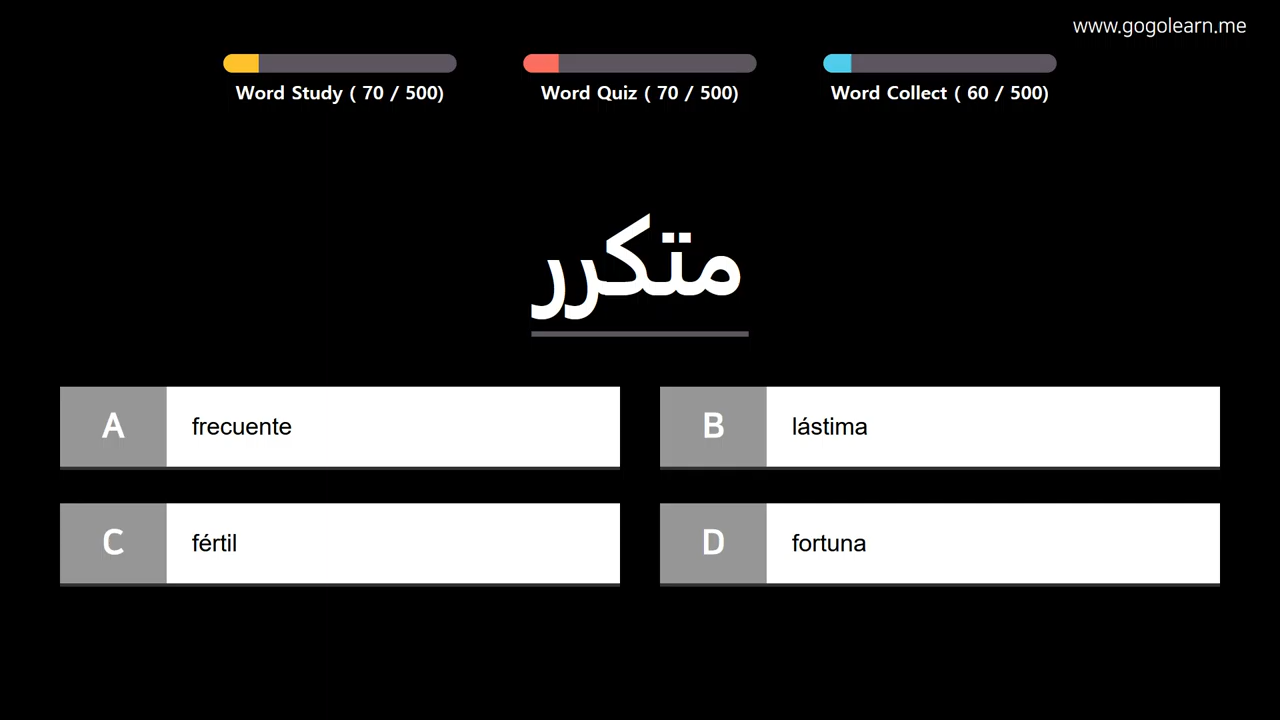 www.gogolearn.me
Word Study ( 70 / 500)
Word Quiz ( 70 / 500)
Word Collect ( 60 / 500)
متكرر
A frecuente
B lástima
C fértil
D fortuna